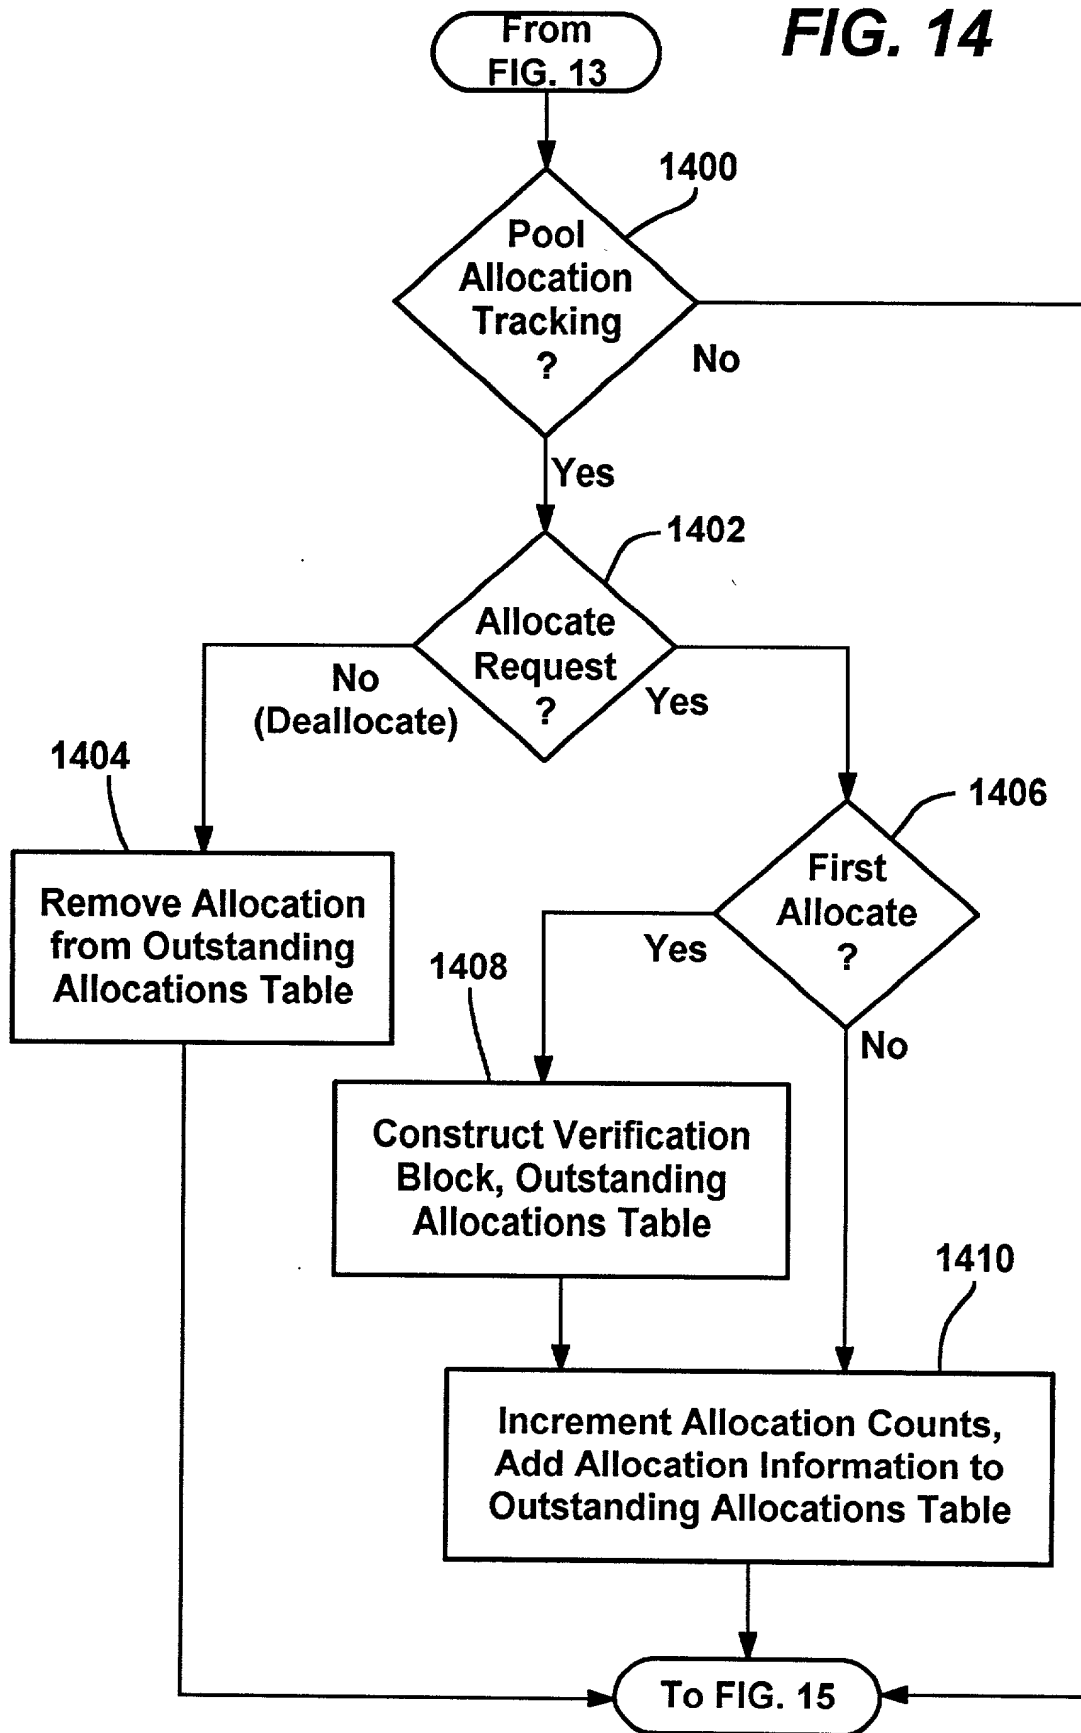 FIG. 14
From
FIG. 13
1400
Pool
Allocation
Tracking
?
No
Yes
1402
Allocate
Request
?
No
(Deallocate)
Yes
1404
Remove Allocation
from Outstanding
Allocations Table
1406
First
Allocate
?
Yes
No
1408
Construct Verification
Block, Outstanding
Allocations Table
1410
Increment Allocation Counts,
Add Allocation Information to
Outstanding Allocations Table
To FIG. 15